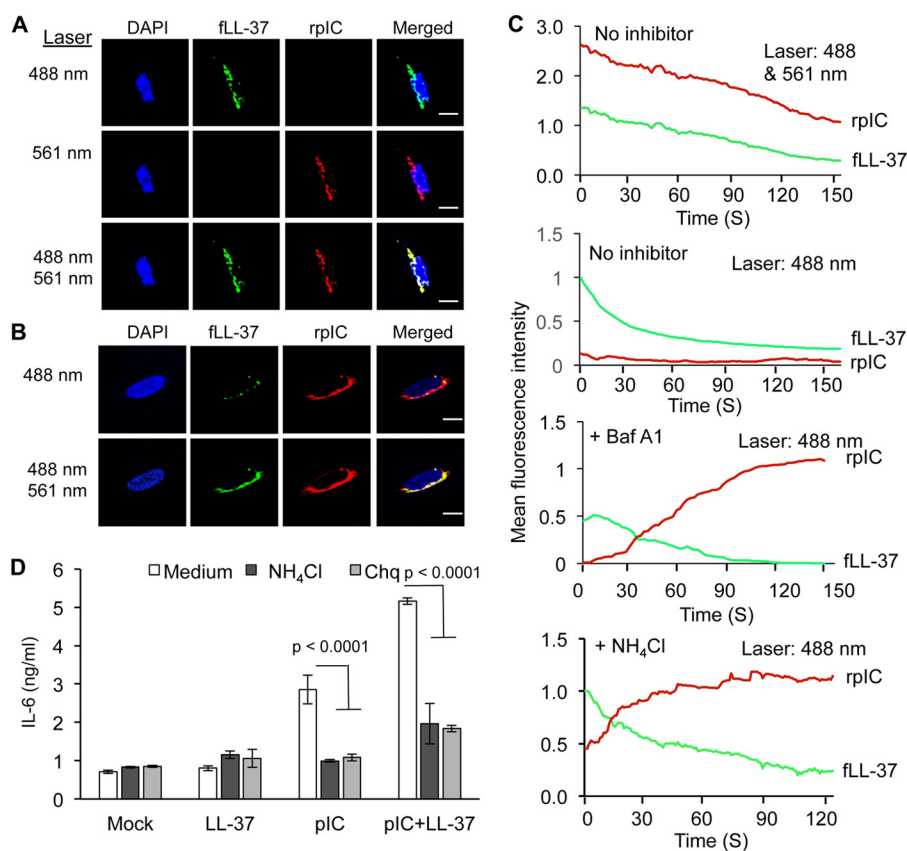 A
Laser
DAPI fLL-37 rpIC Merged
488 nm
561 nm
488 nm
561 nm
B
DAPI fLL-37 rpIC Merged
488 nm
488 nm
561 nm
C
Mean fluorescence intensity
No inhibitor
Laser: 488
& 561 nm
3.0
2.0
1.0
0.0
rpIC
fLL-37
0 30 60 90 120 150
Time (S)
No inhibitor
Laser: 488 nm
1.5
1
0.5
0
fLL-37
rpIC
0 30 60 90 120 150
Time (S)
+ Baf A1
Laser: 488 nm
rpIC
1.5
1
0.5
0
fLL-37
0 30 60 90 120 150
Time (S)
+ NH₄Cl
Laser: 488 nm
rpIC
1.5
1.0
0.5
0.0
fLL-37
0 30 60 90 120
Time (S)
D
Medium NH₄Cl Chq
p < 0.0001
p < 0.0001
IL-6 (ng/ml)
6
5
4
3
2
1
0
Mock LL-37 pIC pIC+LL-37